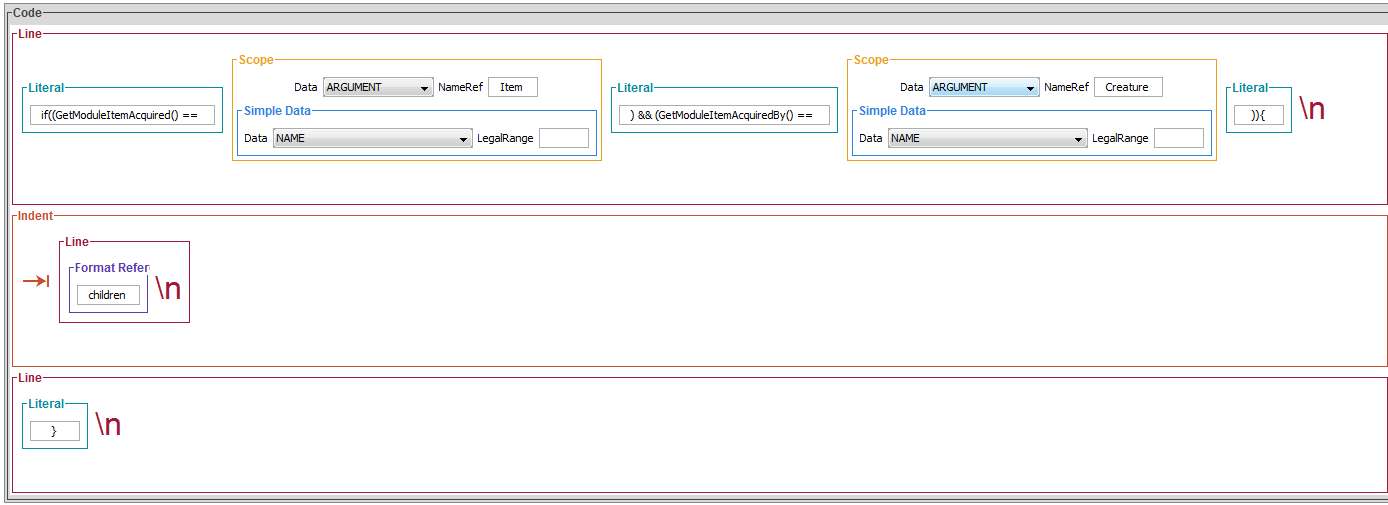 Code
Line
Scope Scope
Literal Data ARGUMENT NameRef Item Literal Data ARGUMENT NameRef Creature Literal \n
if((GetModuleItemAcquired() == Simple Data ) && (GetModuleItemAcquiredBy() == Simple Data )){
Data NAME LegalRange Data NAME LegalRange
Indent
Line
Format Refer
children \n
Line
Literal
} \n